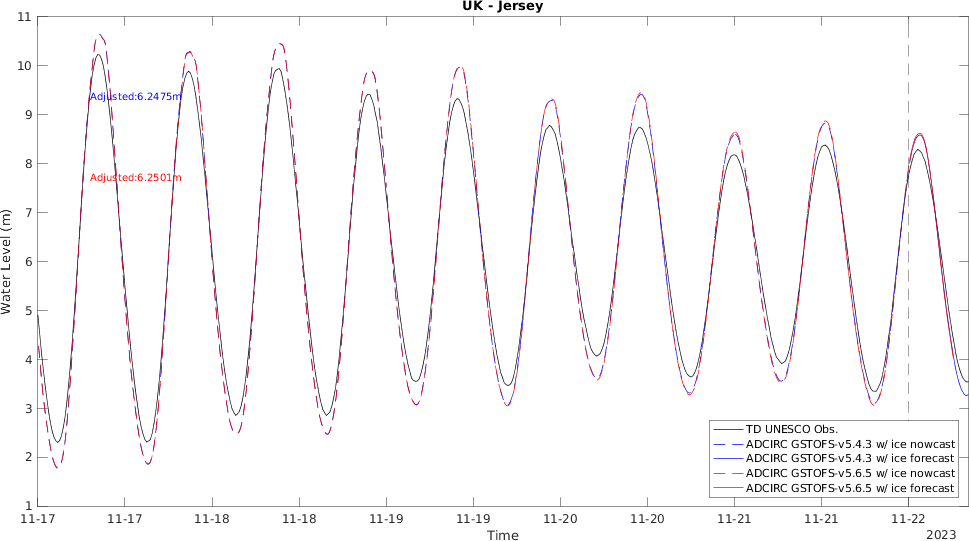 UK - Jersey
11
10
9
8
7
6
5
4
3
2
1
Water Level (m)
Adjusted:6.2475m
Adjusted:6.2501m
TD UNESCO Obs.
ADCIRC GSTOFS-v5.4.3 w/ ice nowcast
ADCIRC GSTOFS-v5.4.3 w/ ice forecast
ADCIRC GSTOFS-v5.6.5 w/ ice nowcast
ADCIRC GSTOFS-v5.6.5 w/ ice forecast
11-17 11-17 11-18 11-18 11-19 11-19 11-20 11-20 11-21 11-21 11-22
Time
2023